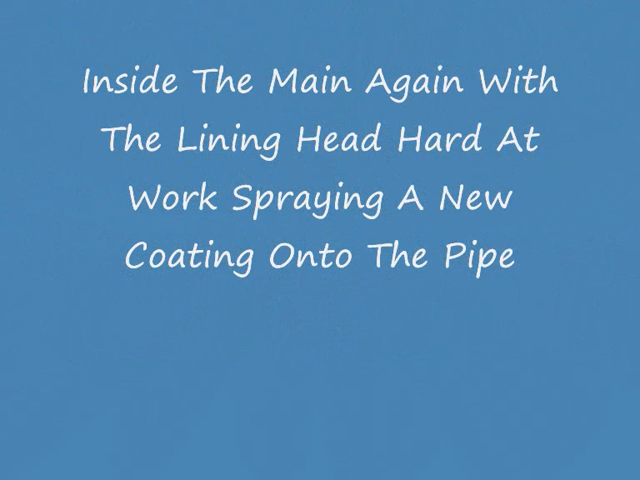 Inside The Main Again With
The Lining Head Hard At
Work Spraying A New
Coating Onto The Pipe